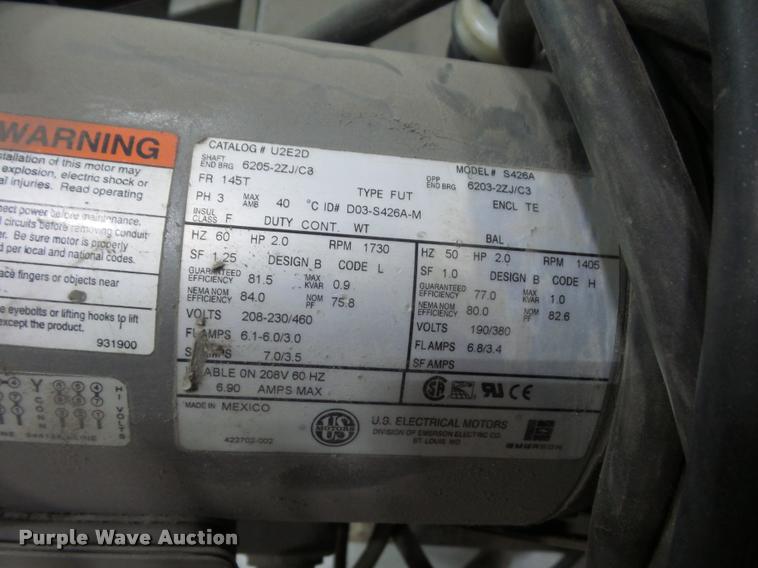 WARNING
stallation of this motor may
explosion, electric shock or
al injuries. Read operating
ect power before maintenance.
circuits before removing conduit
r. Be sure motor is properly
d per local and national codes.
ace fingers or objects near
e eyebolts or lifting hooks to lift
except the product.
931900
Y
HI VOLTS
CATALOG # U2E2D
MODEL # S426A
SHAFT END BRG 6205-2ZJ/C3
OPP END BRG 6203-2ZJ/C3
FR 145T
TYPE FUT
ENCL TE
PH 3 MAX AMB 40 °C ID# D03-S426A-M
INSUL CLASS F DUTY CONT. WT
BAL
HZ 60 HP 2.0 RPM 1730
SF 1.25 DESIGN B CODE L
GUARANTEED EFFICIENCY 81.5 MAX KVAR 0.9
NEMA NOM EFFICIENCY 84.0 NOM PF 75.8
VOLTS 208-230/460
FL AMPS 6.1-6.0/3.0
SF AMPS 7.0/3.5
ABLE 0N 208V 60 HZ
6.90 AMPS MAX
HZ 50 HP 2.0 RPM 1405
SF 1.0 DESIGN B CODE H
GUARANTEED EFFICIENCY 77.0 MAX KVAR 1.0
NEMA NOM EFFICIENCY 80.0 NOM PF 82.6
VOLTS 190/380
FL AMPS 6.8/3.4
SF AMPS
MADE IN MEXICO
MOTORS
U.S. ELECTRICAL MOTORS
DIVISION OF EMERSON ELECTRIC CO.
ST. LOUIS, MO
EMERSON
422702-002
Purple Wave Auction